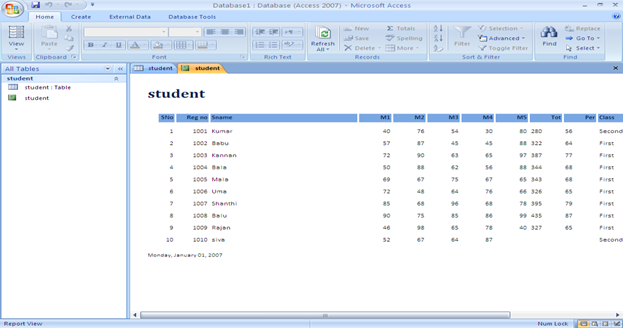 Database1 : Database (Access 2007) - Microsoft Access
Home Create External Data Database Tools
View Paste Refresh All New Save Delete Totals Spelling More Filter Selection Advanced Toggle Filter Find Replace Go To Select
Views Clipboard Font Rich Text Records Sort & Filter Find
All Tables student student
student
student : Table
student
student
SNo Reg no Sname M1 M2 M3 M4 M5 Tot Per Class
1 1001 Kumar 40 76 54 30 80 280 56 Second
2 1002 Babu 57 87 45 45 88 322 64 First
3 1003 Kannan 72 90 63 65 97 387 77 First
4 1004 Bala 50 88 62 56 88 344 68 First
5 1005 Mala 69 67 75 67 65 343 68 First
6 1006 Uma 72 48 64 76 66 326 65 First
7 1007 Shanthi 85 68 96 68 78 395 79 First
8 1008 Balu 90 75 85 86 99 435 87 First
9 1009 Rajan 46 98 65 78 40 327 65 First
10 1010 siva 52 67 64 87 Second
Monday, January 01, 2007
Report View Num Lock